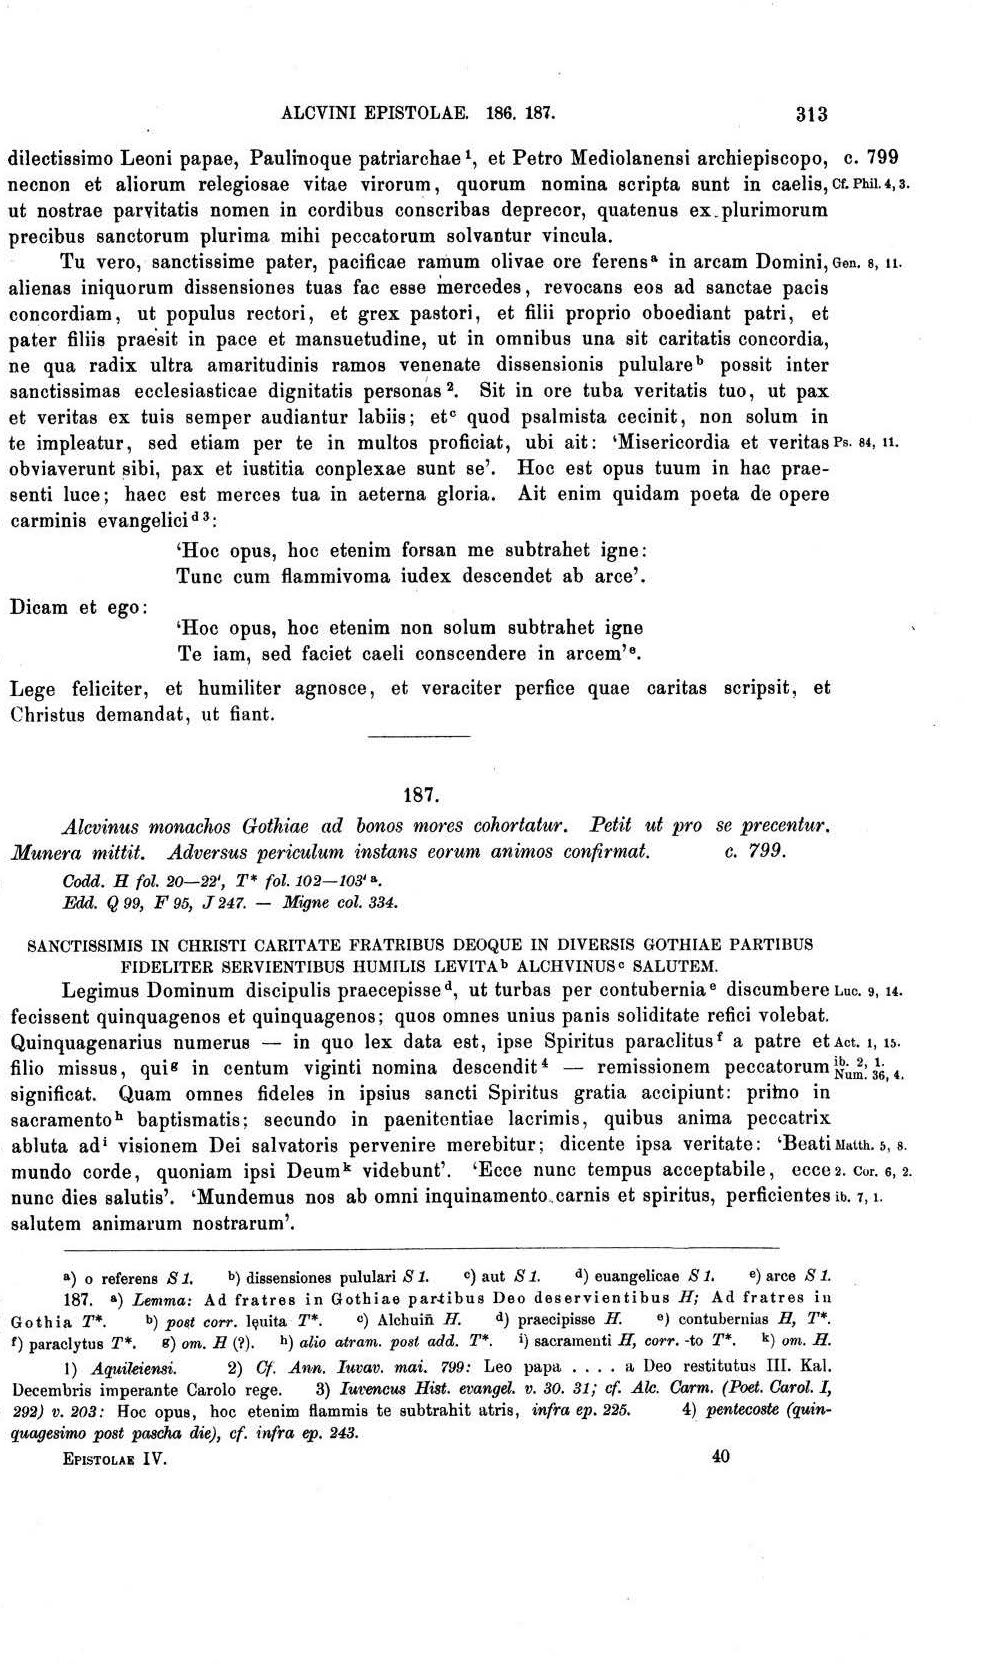 ALCVINI EPISTOLAE. 186. 187. 313
dilectissimo Leoni papae, Paulinoque patriarchae¹, et Petro Mediolanensi archiepiscopo, c. 799
necnon et aliorum relegiosae vitae virorum, quorum nomina scripta sunt in caelis, Cf. Phil. 4, 3.
ut nostrae parvitatis nomen in cordibus conscribas deprecor, quatenus ex plurimorum
precibus sanctorum plurima mihi peccatorum solvantur vincula.
Tu vero, sanctissime pater, pacificae ramum olivae ore ferensᵃ in arcam Domini, Gen. 8, 11.
alienas iniquorum dissensiones tuas fac esse mercedes, revocans eos ad sanctae pacis
concordiam, ut populus rectori, et grex pastori, et filii proprio oboediant patri, et
pater filiis praesit in pace et mansuetudine, ut in omnibus una sit caritatis concordia,
ne qua radix ultra amaritudinis ramos venenate dissensionis pululareᵇ possit inter
sanctissimas ecclesiasticae dignitatis personas². Sit in ore tuba veritatis tuo, ut pax
et veritas ex tuis semper audiantur labiis; etᶜ quod psalmista cecinit, non solum in
te impleatur, sed etiam per te in multos proficiat, ubi ait: ‘Misericordia et veritas Ps. 84, 11.
obviaverunt sibi, pax et iustitia conplexae sunt se’. Hoc est opus tuum in hac prae-
senti luce; haec est merces tua in aeterna gloria. Ait enim quidam poeta de opere
carminis evangeliciᵈ ³:
‘Hoc opus, hoc etenim forsan me subtrahet igne:
Tunc cum flammivoma iudex descendet ab arce’.
Dicam et ego:
‘Hoc opus, hoc etenim non solum subtrahet igne
Te iam, sed faciet caeli conscendere in arcem’ᵉ.
Lege feliciter, et humiliter agnosce, et veraciter perfice quae caritas scripsit, et
Christus demandat, ut fiant.
187.
Alcvinus monachos Gothiae ad bonos mores cohortatur. Petit ut pro se precentur.
Munera mittit. Adversus periculum instans eorum animos confirmat. c. 799.
Codd. H fol. 20—22', T* fol. 102—103' ᵃ.
Edd. Q 99, F 95, J 247. — Migne col. 334.
SANCTISSIMIS IN CHRISTI CARITATE FRATRIBUS DEOQUE IN DIVERSIS GOTHIAE PARTIBUS
FIDELITER SERVIENTIBUS HUMILIS LEVITAᵇ ALCHVINUSᶜ SALUTEM.
Legimus Dominum discipulis praecepisseᵈ, ut turbas per contuberniaᵉ discumbere Luc. 9, 14.
fecissent quinquagenos et quinquagenos; quos omnes unius panis soliditate refici volebat.
Quinquagenarius numerus — in quo lex data est, ipse Spiritus paraclitusᶠ a patre et Act. 1, 15.
filio missus, quiᵍ in centum viginti nomina descendit⁴ — remissionem peccatorum ib. 2, 1. Num. 36, 4.
significat. Quam omnes fideles in ipsius sancti Spiritus gratia accipiunt: primo in
sacramentoʰ baptismatis; secundo in paenitentiae lacrimis, quibus anima peccatrix
abluta adⁱ visionem Dei salvatoris pervenire merebitur; dicente ipsa veritate: ‘Beati Matth. 5, 8.
mundo corde, quoniam ipsi Deumᵏ videbunt’. ‘Ecce nunc tempus acceptabile, ecce 2. Cor. 6, 2.
nunc dies salutis’. ‘Mundemus nos ab omni inquinamento carnis et spiritus, perficientes ib. 7, 1.
salutem animarum nostrarum’.
ᵃ) o referens S 1. ᵇ) dissensiones pululari S 1. ᶜ) aut S 1. ᵈ) euangelicae S 1. ᵉ) arce S 1.
187. ᵃ) Lemma: Ad fratres in Gothiae partibus Deo deservientibus H; Ad fratres in
Gothia T*. ᵇ) post corr. lęuita T*. ᶜ) Alchuiñ H. ᵈ) praecipisse H. ᵉ) contubernias H, T*.
ᶠ) paraclytus T*. ᵍ) om. H (?). ʰ) alio atram. post add. T*. ⁱ) sacramenti H, corr. -to T*. ᵏ) om. H.
1) Aquileiensi. 2) Cf. Ann. Iuvav. mai. 799: Leo papa . . . . a Deo restitutus III. Kal.
Decembris imperante Carolo rege. 3) Iuvencus Hist. evangel. v. 30. 31; cf. Alc. Carm. (Poet. Carol. I,
292) v. 203: Hoc opus, hoc etenim flammis te subtrahit atris, infra ep. 225. 4) pentecoste (quin-
quagesimo post pascha die), cf. infra ep. 243.
EPISTOLAE IV. 40